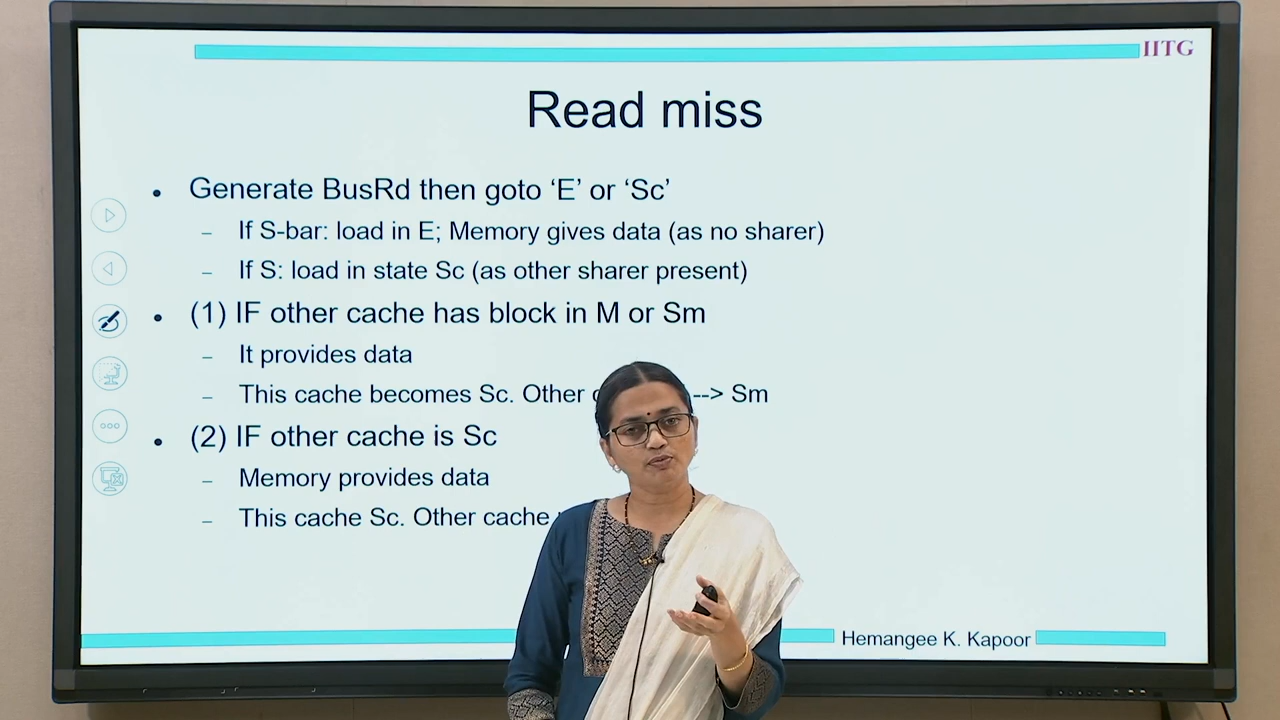 IITG
Read miss
• Generate BusRd then goto ‘E’ or ‘Sc’
– If S-bar: load in E; Memory gives data (as no sharer)
– If S: load in state Sc (as other sharer present)
• (1) IF other cache has block in M or Sm
– It provides data
– This cache becomes Sc. Other --> Sm
• (2) IF other cache is Sc
– Memory provides data
– This cache Sc. Other cache
Hemangee K. Kapoor